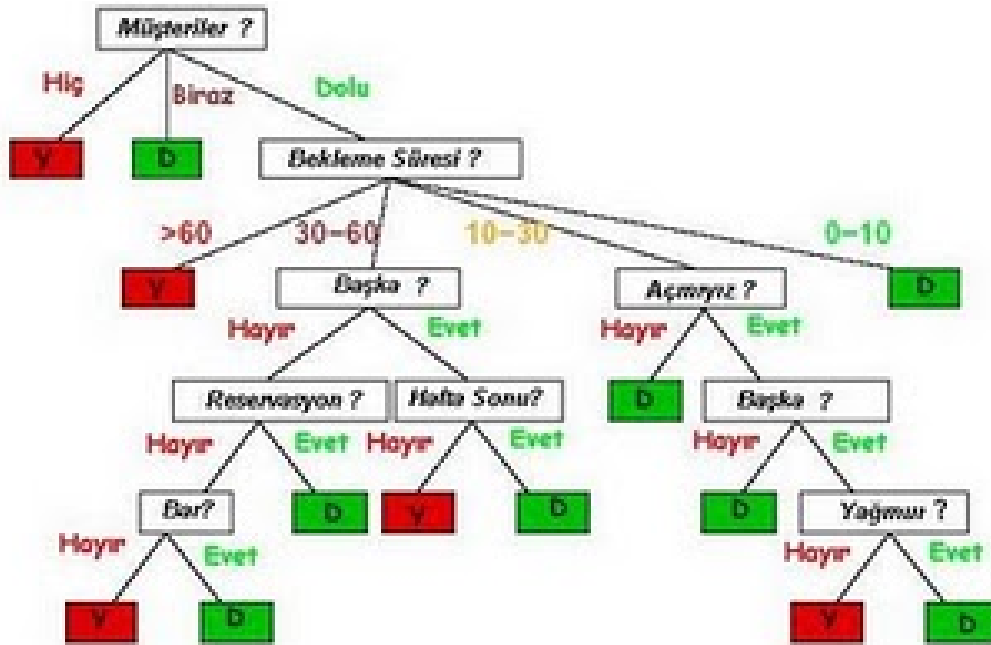 Müşteriler ?
Hiç Biraz Dolu
Y D Bekleme Süresi ?
>60 30-60 10-30 0-10
Y Başka ? Açmıyız ? D
Hayır Evet Hayır Evet
Reservasyon ? Hafta Sonu? D Başka ?
Hayır Evet Hayır Evet Hayır Evet
Bar? D Y D D Yağmur ?
Hayır Evet Hayır Evet
Y D Y D